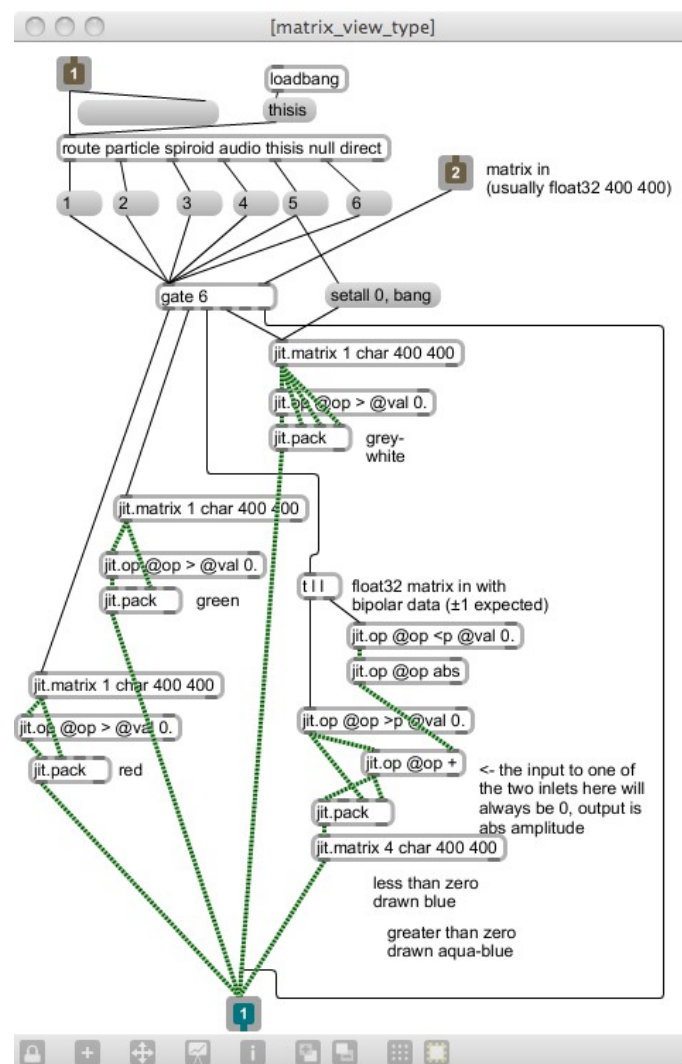 [matrix_view_type]
1
loadbang
thisis
route particle spiroid audio thisis null direct
2
matrix in
(usually float32 400 400)
1
2
3
4
5
6
gate 6
setall 0, bang
jit.matrix 1 char 400 400
jit.op @op > @val 0.
jit.pack
grey-
white
jit.matrix 1 char 400 400
jit.op @op > @val 0.
jit.pack
green
t l l
float32 matrix in with
bipolar data (±1 expected)
jit.op @op <p @val 0.
jit.op @op abs
jit.matrix 1 char 400 400
jit.op @op > @val 0.
jit.pack
red
jit.op @op >p @val 0.
jit.op @op +
<- the input to one of
the two inlets here will
always be 0, output is
abs amplitude
jit.pack
jit.matrix 4 char 400 400
less than zero
drawn blue
greater than zero
drawn aqua-blue
1